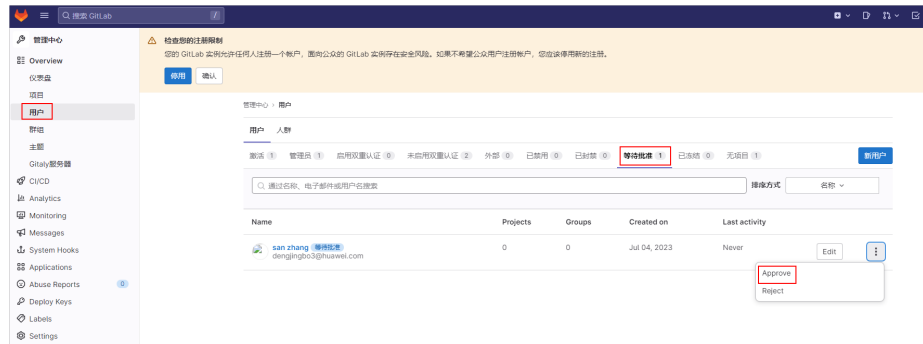 搜索 GitLab
/
管理中心
Overview
仪表盘
项目
用户
群组
主题
Gitaly服务器
CI/CD
Analytics
Monitoring
Messages
System Hooks
Applications
Abuse Reports 0
Deploy Keys
Labels
Settings
检查您的注册限制
您的 GitLab 实例允许任何人注册一个帐户，面向公众的 GitLab 实例存在安全风险。如果不希望公众用户注册帐户，您应该停用新的注册。
停用 确认
管理中心 › 用户
用户 人群
激活 1 管理员 1 启用双重认证 0 未启用双重认证 2 外部 0 已禁用 0 已封禁 0 等待批准 1 已冻结 0 无项目 1 新用户
通过名称、电子邮件或用户名搜索 排序方式 名称
Name Projects Groups Created on Last activity
san zhang 等待批准 0 0 Jul 04, 2023 Never Edit
dengjingbo3@huawei.com
Approve
Reject